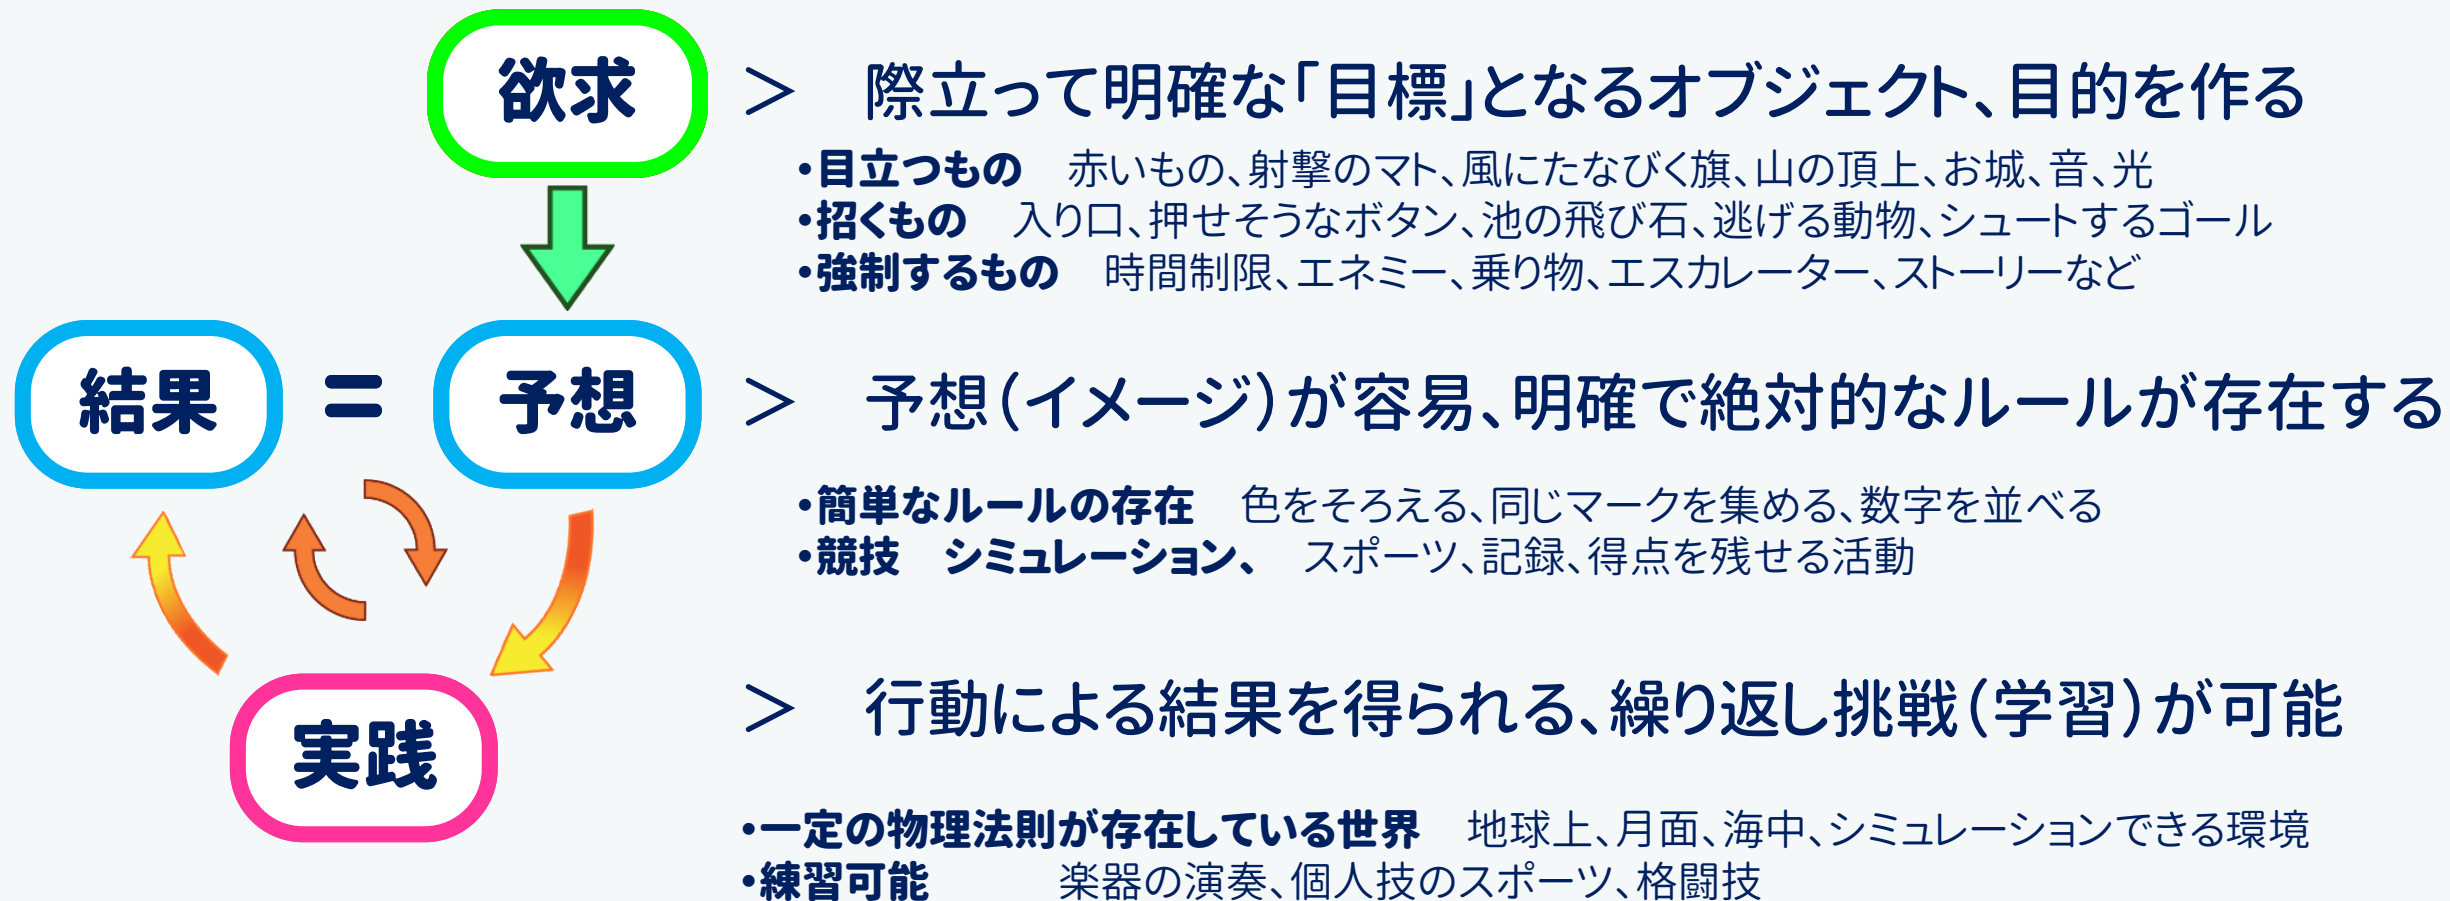 欲求
＞　際立って明確な「目標」となるオブジェクト、目的を作る
・目立つもの　赤いもの、射撃のマト、風にたなびく旗、山の頂上、お城、音、光
・招くもの　入り口、押せそうなボタン、池の飛び石、逃げる動物、シュートするゴール
・強制するもの　時間制限、エネミー、乗り物、エスカレーター、ストーリーなど
結果 = 予想
＞　予想（イメージ）が容易、明確で絶対的なルールが存在する
・簡単なルールの存在　色をそろえる、同じマークを集める、数字を並べる
・競技　シミュレーション、　スポーツ、記録、得点を残せる活動
実践
＞　行動による結果を得られる、繰り返し挑戦（学習）が可能
・一定の物理法則が存在している世界　地球上、月面、海中、シミュレーションできる環境
・練習可能　　　楽器の演奏、個人技のスポーツ、格闘技